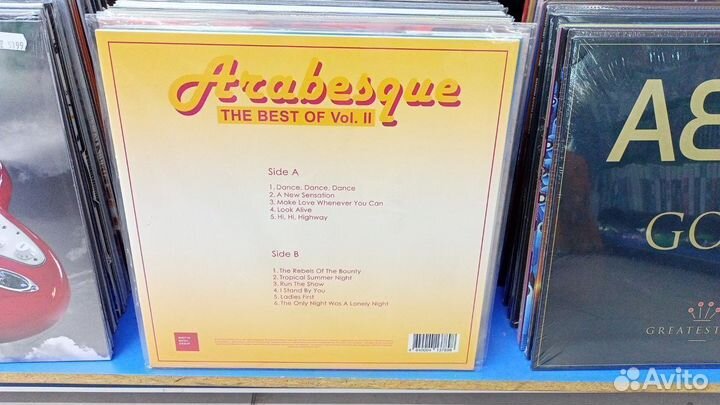 5199
Arabesque
THE BEST OF Vol. II
Side A
1. Dance, Dance, Dance
2. A New Sensation
3. Make Love Whenever You Can
4. Look Alive
5. Hi, Hi, Highway
Side B
1. The Rebels Of The Bounty
2. Tropical Summer Night
3. Run The Show
4. I Stand By You
5. Ladies First
6. The Only Night Was A Lonely Night
GO
GREATEST
Avito